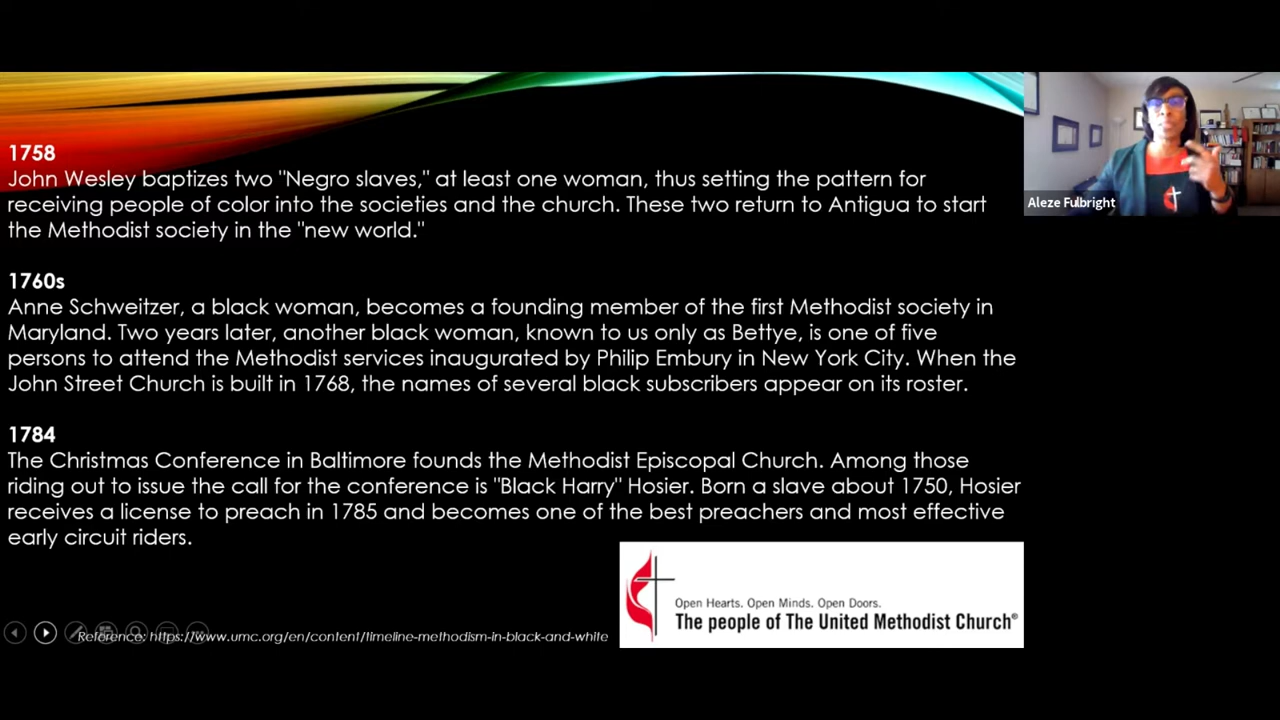 1758
John Wesley baptizes two "Negro slaves," at least one woman, thus setting the pattern for
receiving people of color into the societies and the church. These two return to Antigua to start
the Methodist society in the "new world."
1760s
Anne Schweitzer, a black woman, becomes a founding member of the first Methodist society in
Maryland. Two years later, another black woman, known to us only as Bettye, is one of five
persons to attend the Methodist services inaugurated by Philip Embury in New York City. When the
John Street Church is built in 1768, the names of several black subscribers appear on its roster.
1784
The Christmas Conference in Baltimore founds the Methodist Episcopal Church. Among those
riding out to issue the call for the conference is "Black Harry" Hosier. Born a slave about 1750, Hosier
receives a license to preach in 1785 and becomes one of the best preachers and most effective
early circuit riders.
Open Hearts. Open Minds. Open Doors.
The people of The United Methodist Church®
Reference: https://www.umc.org/en/content/timeline-methodism-in-black-and-white
Aleze Fulbright